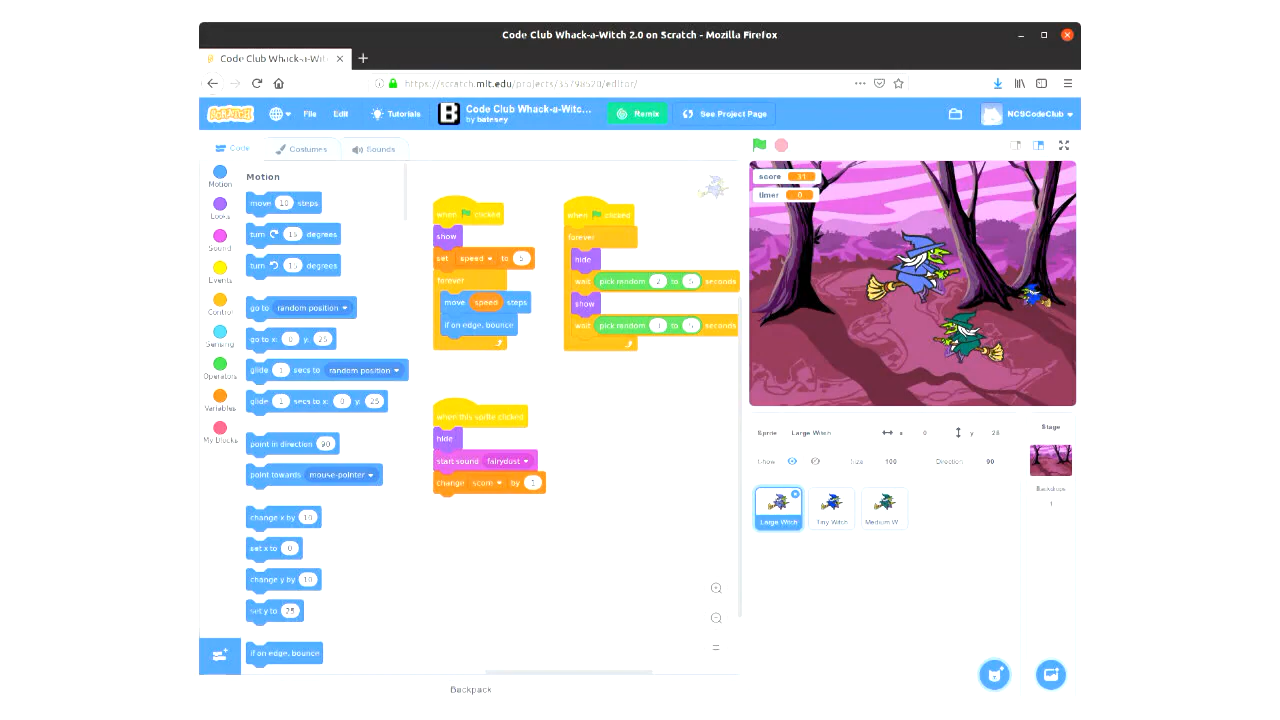 Code Club Whack-a-Witch 2.0 on Scratch - Mozilla Firefox
Code Club Whack-a-Wit
https://scratch.mit.edu/projects/35798520/editor/
SCRATCH File Edit Tutorials Code Club Whack-a-Witc... by batesey Remix See Project Page NCSCodeClub
Code Costumes Sounds
Motion
Looks
Sound
Events
Control
Sensing
Operators
Variables
My Blocks
Motion
move 10 steps
turn 15 degrees
turn 15 degrees
go to random position
go to x: 0 y: 25
glide 1 secs to random position
glide 1 secs to x: 0 y: 25
point in direction 90
point towards mouse-pointer
change x by 10
set x to 0
change y by 10
set y to 25
if on edge, bounce
when clicked
show
set speed to 5
forever
move speed steps
if on edge, bounce
when clicked
forever
hide
wait pick random 2 to 5 seconds
show
wait pick random to 5 seconds
when this sprite clicked
hide
start sound fairydust
change score by 1
score 31
timer 0
Sprite Large Witch x 0 y 28
Show Size 100 Direction 90
Large Witch Tiny Witch Medium W...
Stage
Backdrops
1
Backpack